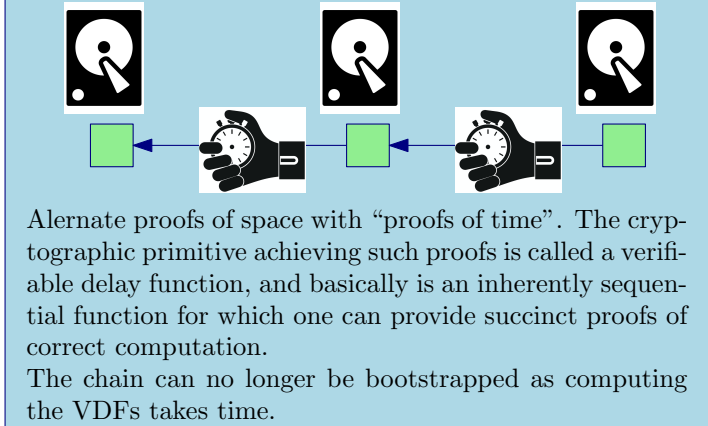 Alernate proofs of space with “proofs of time”. The cryp-
tographic primitive achieving such proofs is called a verifi-
able delay function, and basically is an inherently sequen-
tial function for which one can provide succinct proofs of
correct computation.
The chain can no longer be bootstrapped as computing
the VDFs takes time.